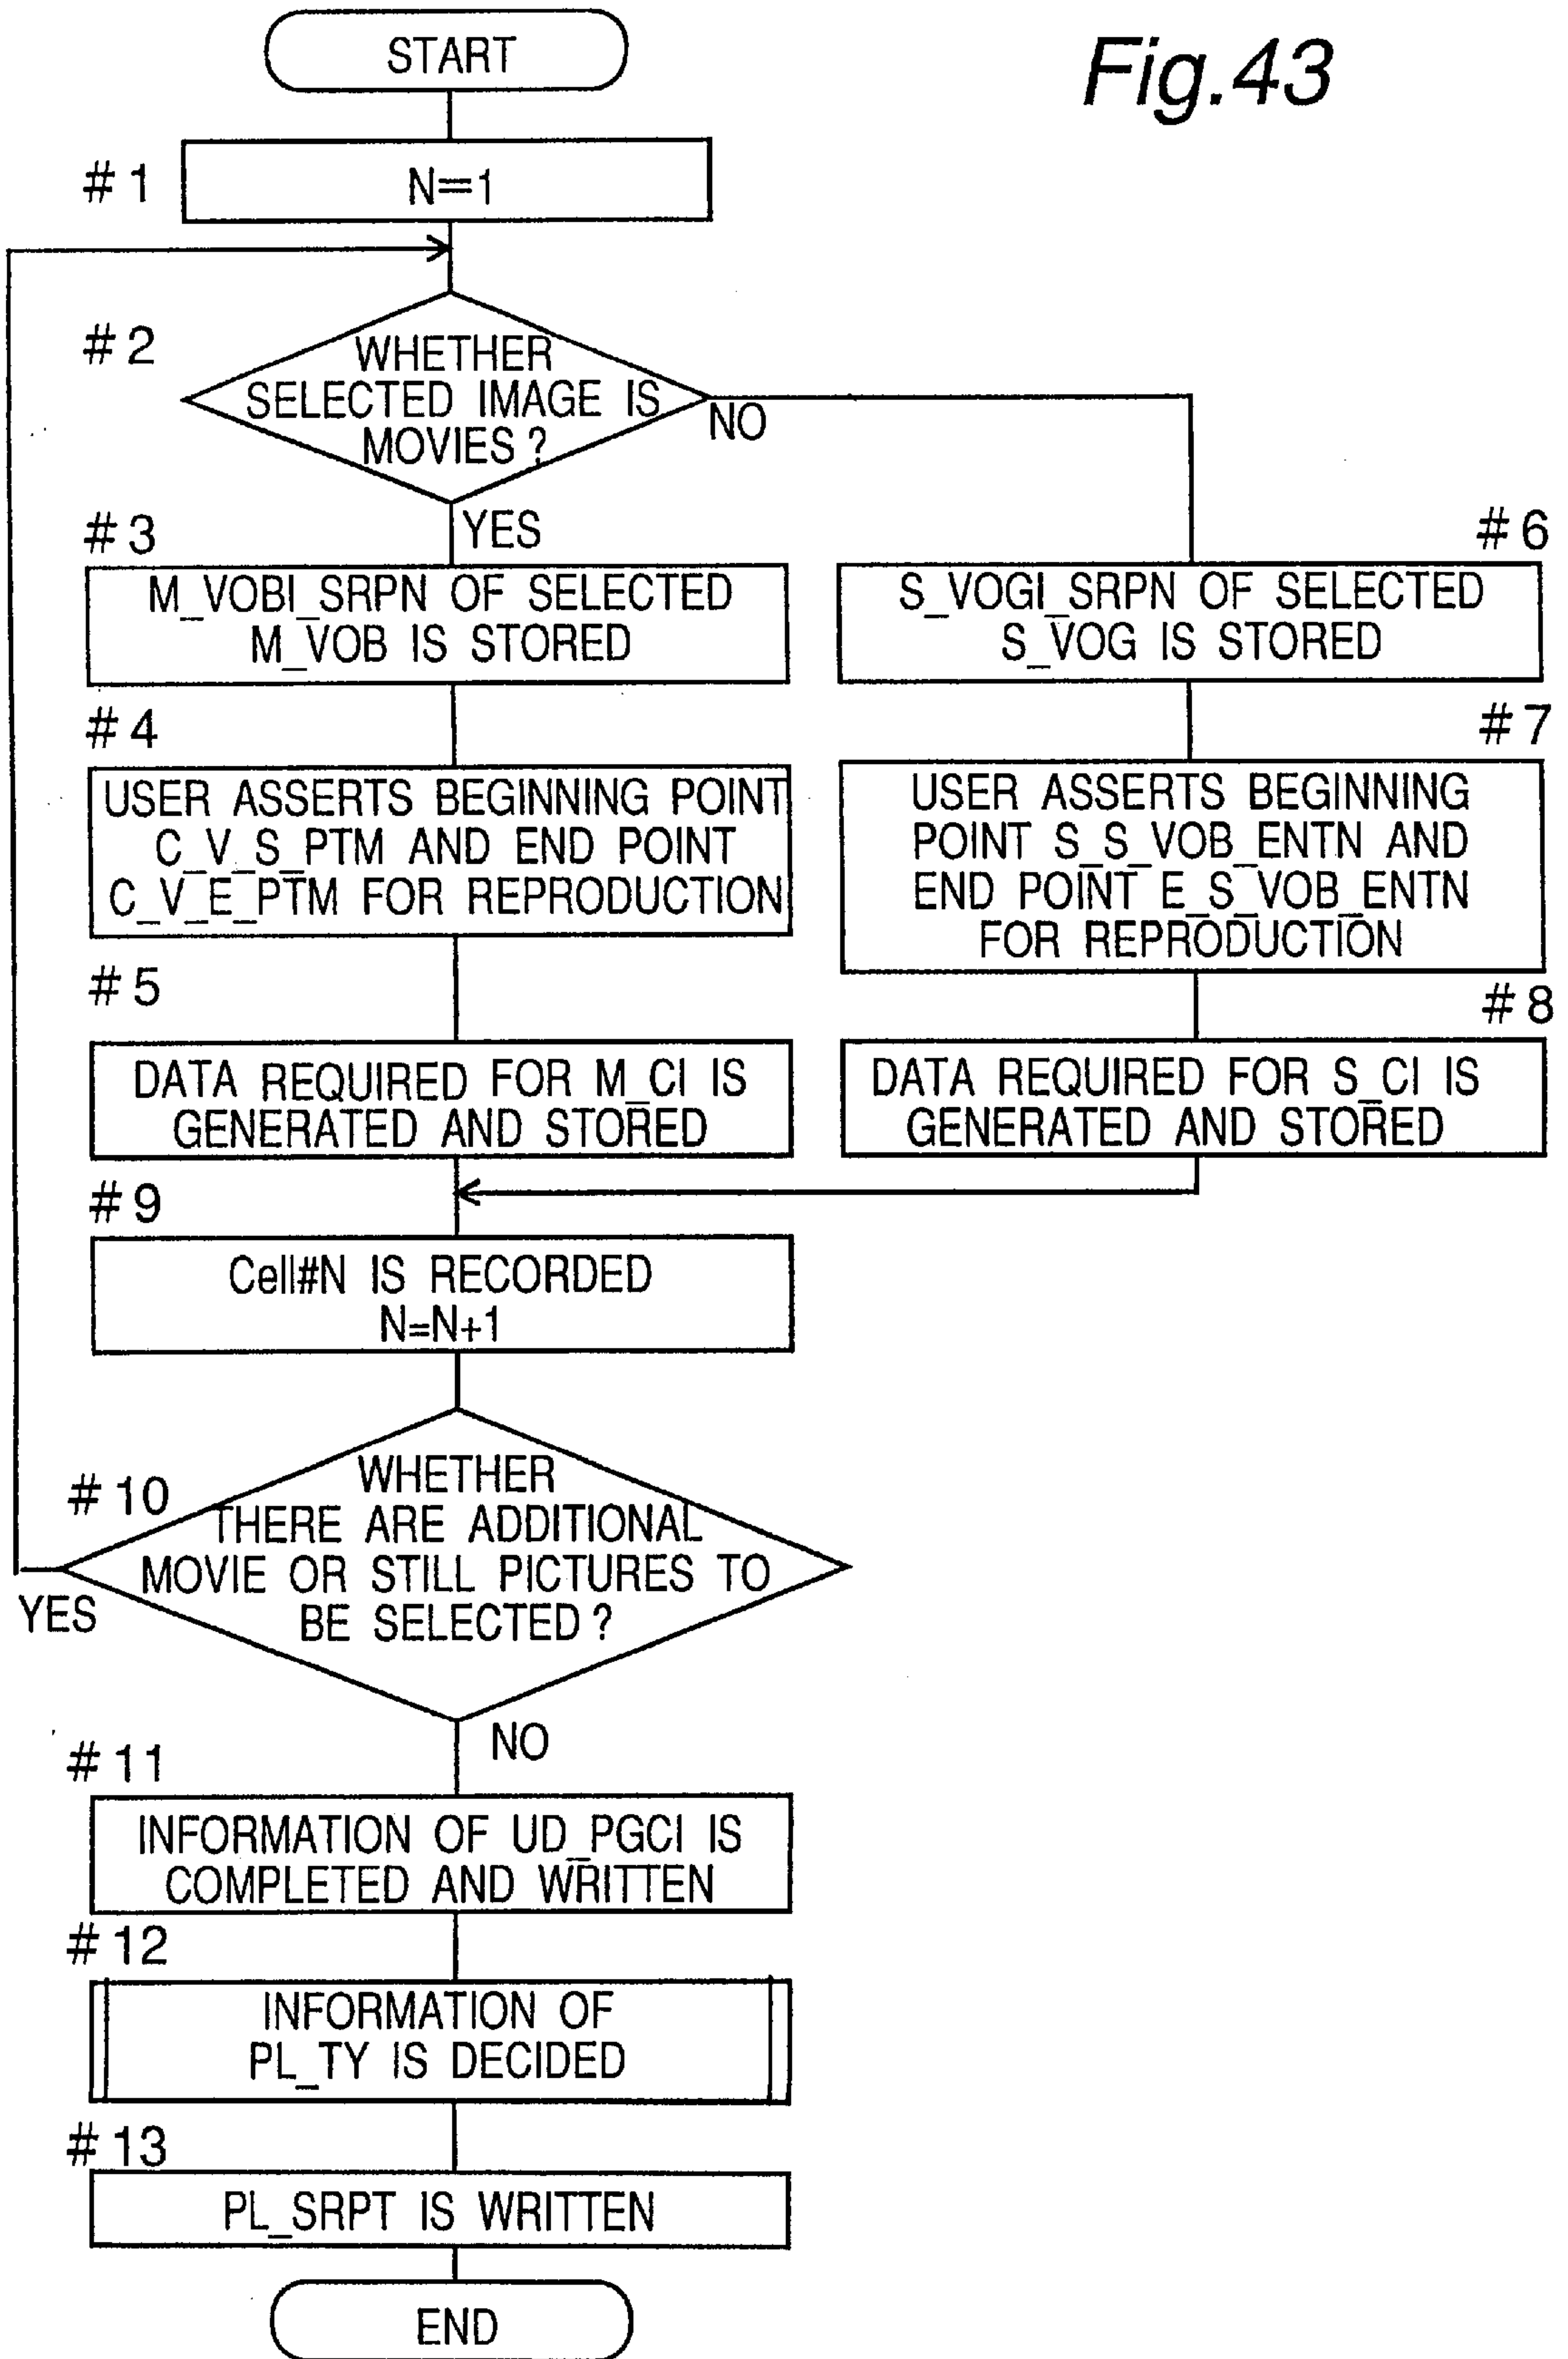 Fig.43
START
#1
N=1
#2
WHETHER
SELECTED IMAGE IS
MOVIES?
NO
YES
#3
M_VOBI_SRPN OF SELECTED
M_VOB IS STORED
#6
S_VOGI_SRPN OF SELECTED
S_VOG IS STORED
#4
USER ASSERTS BEGINNING POINT
C_V_S_PTM AND END POINT
C_V_E_PTM FOR REPRODUCTION
#7
USER ASSERTS BEGINNING
POINT S_S_VOB_ENTN AND
END POINT E_S_VOB_ENTN
FOR REPRODUCTION
#5
DATA REQUIRED FOR M_CI IS
GENERATED AND STORED
#8
DATA REQUIRED FOR S_CI IS
GENERATED AND STORED
#9
Cell#N IS RECORDED
N=N+1
#10
WHETHER
THERE ARE ADDITIONAL
MOVIE OR STILL PICTURES TO
BE SELECTED?
YES
NO
#11
INFORMATION OF UD_PGCI IS
COMPLETED AND WRITTEN
#12
INFORMATION OF
PL_TY IS DECIDED
#13
PL_SRPT IS WRITTEN
END